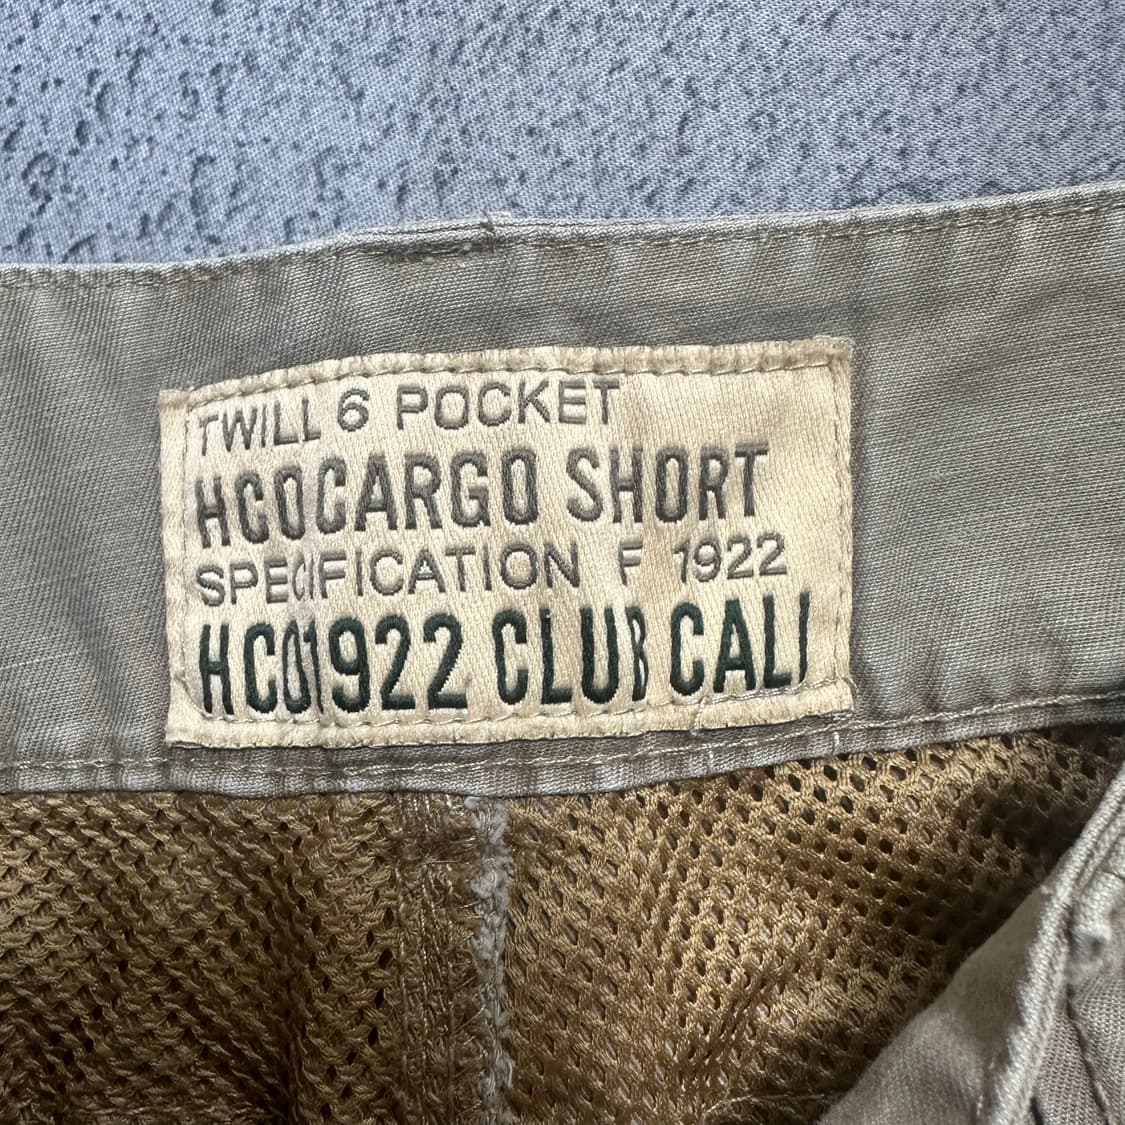 TWILL 6 POCKET
HCOCARGO SHORT
SPECIFICATION F 1922
HCO1922 CLUB CALI